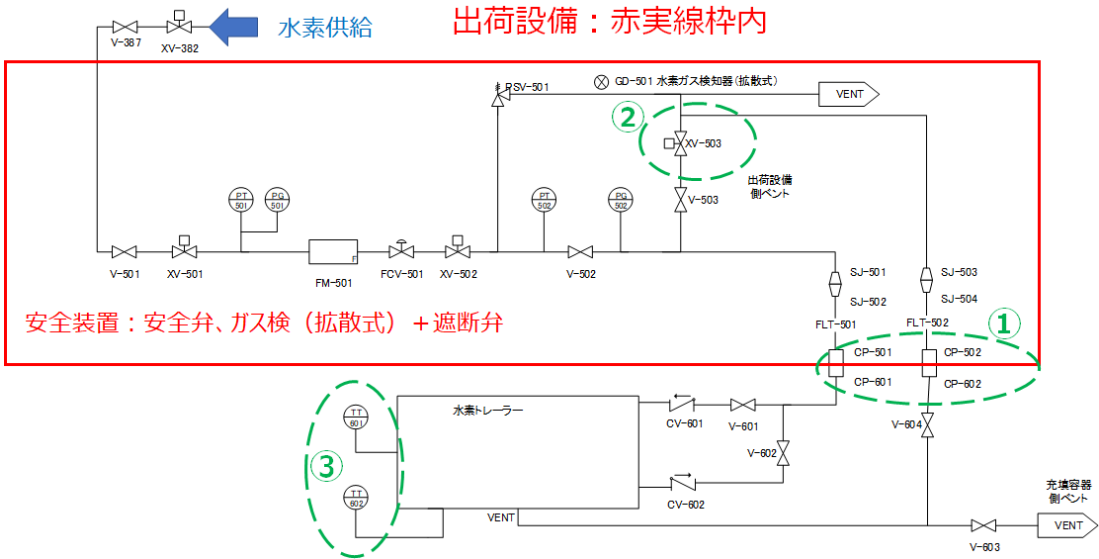 出荷設備：赤実線枠内
水素供給
V-387
XV-382
PSV-501
GD-501 水素ガス検知器（拡散式）
VENT
②
XV-503
出荷設備
側ベント
V-503
PT
501
PG
501
PT
502
PG
502
V-501
XV-501
F
FM-501
FCV-501
XV-502
V-502
SJ-501
SJ-502
SJ-503
SJ-504
安全装置：安全弁、ガス検（拡散式）＋遮断弁
FLT-501
FLT-502
①
CP-501
CP-502
CP-601
CP-602
水素トレーラー
TT
601
③
TT
602
CV-601
V-601
V-604
V-602
CV-602
VENT
充填容器
側ベント
VENT
V-603